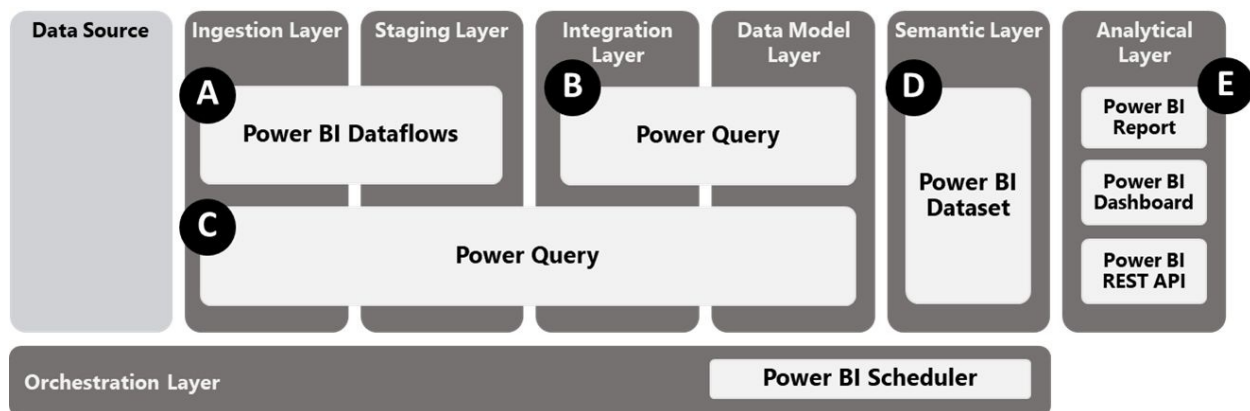 Data Source
Ingestion Layer
Staging Layer
Integration
Layer
Data Model
Layer
Semantic Layer
Analytical
Layer
A
Power BI Dataflows
B
Power Query
C
Power Query
D
Power BI
Dataset
E
Power BI
Report
Power BI
Dashboard
Power BI
REST API
Orchestration Layer
Power BI Scheduler